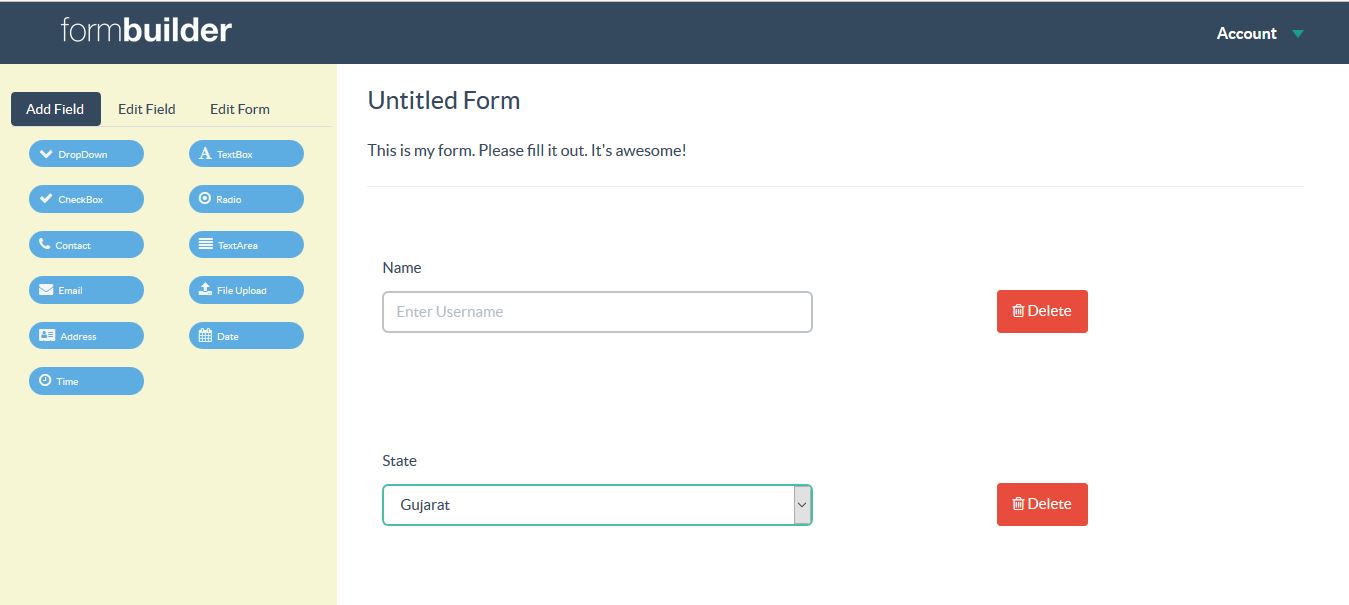 formbuilder
Account
Add Field Edit Field Edit Form
DropDown TextBox
CheckBox Radio
Contact TextArea
Email File Upload
Address Date
Time
Untitled Form
This is my form. Please fill it out. It's awesome!
Name
Enter Username Delete
State
Gujarat Delete